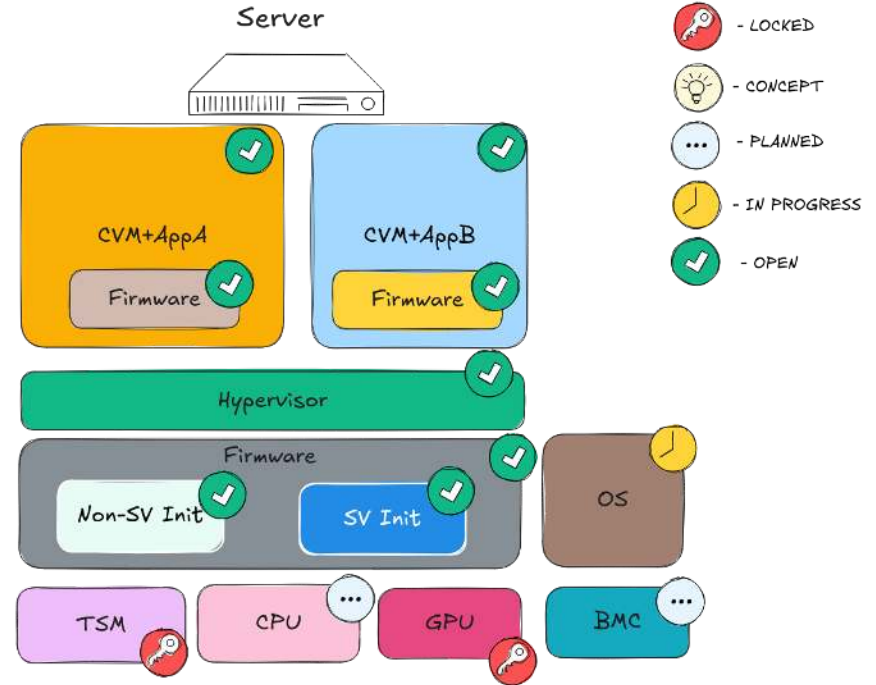 Server
- LOCKED
- CONCEPT
- PLANNED
- IN PROGRESS
- OPEN
CVM+AppA
CVM+AppB
Firmware
Firmware
Hypervisor
Firmware
Non-SV Init
SV Init
OS
TSM
CPU
GPU
BMC